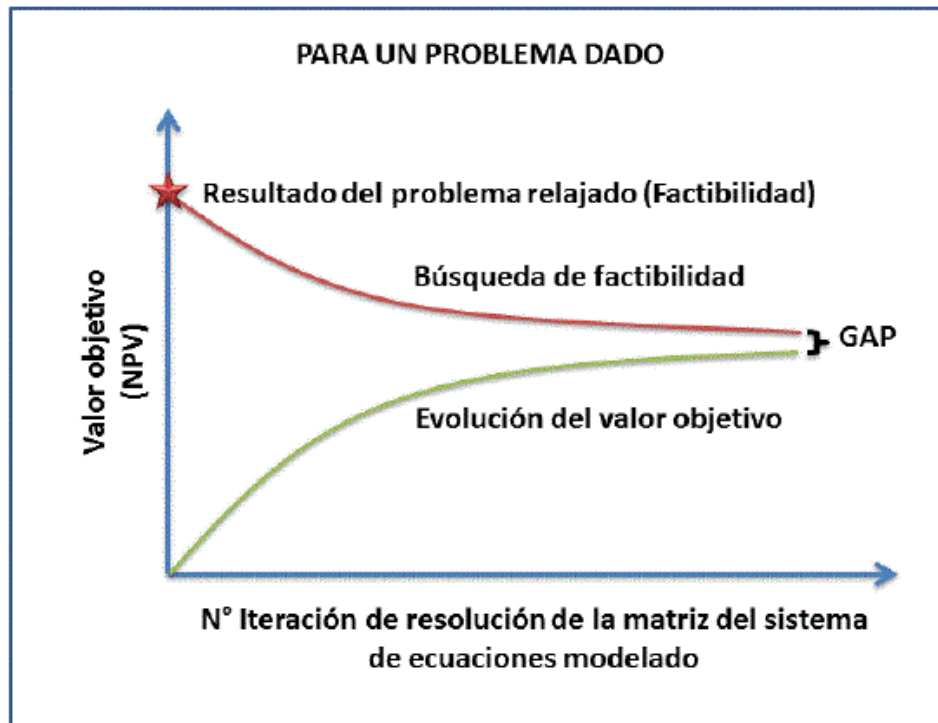 PARA UN PROBLEMA DADO
Resultado del problema relajado (Factibilidad)
Búsqueda de factibilidad
GAP
Evolución del valor objetivo
Valor objetivo
(NPV)
N° Iteración de resolución de la matriz del sistema
de ecuaciones modelado